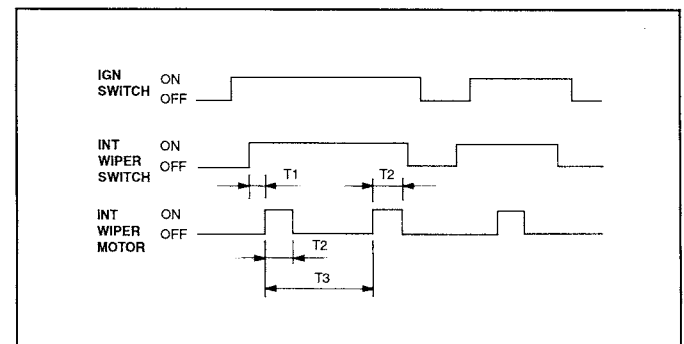 IGN ON
SWITCH OFF
INT ON
WIPER OFF
SWITCH T1 T2
INT ON
WIPER OFF
MOTOR T2
T3